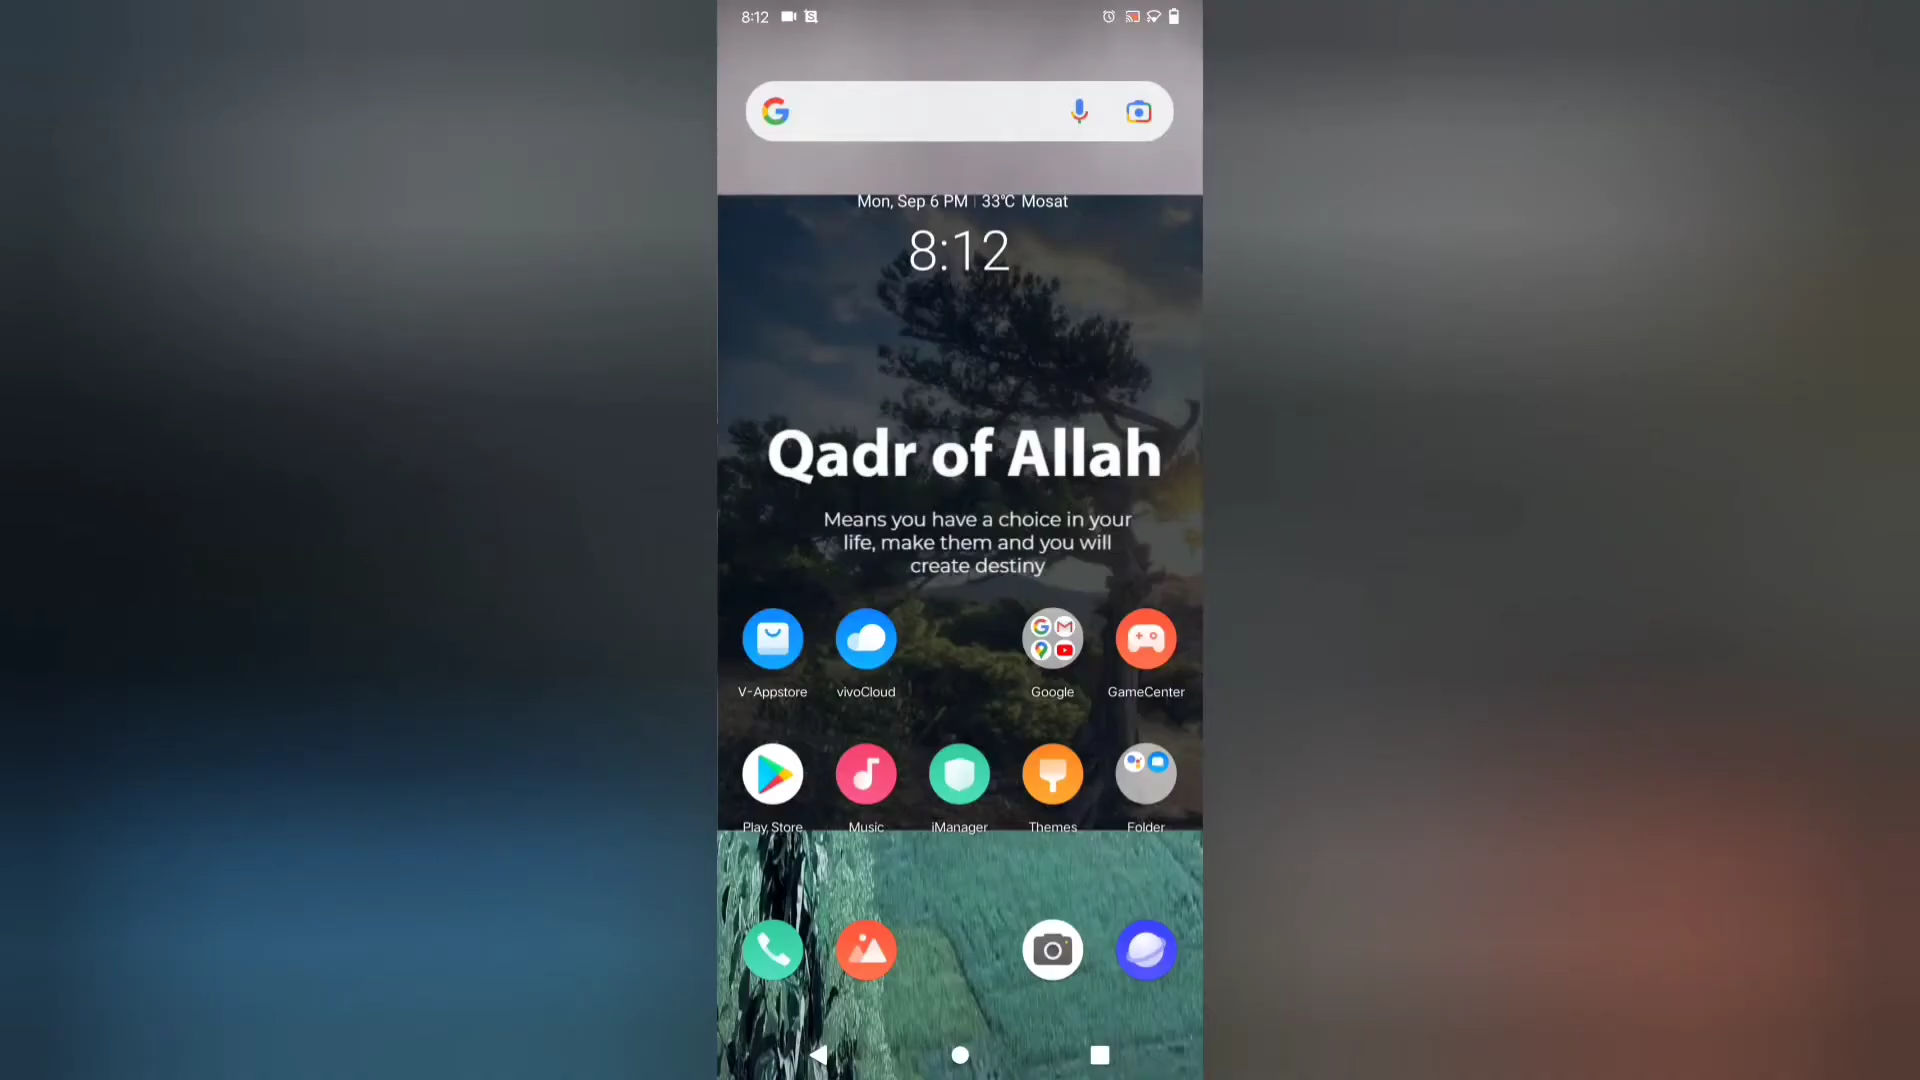 8:12
Mon, Sep 6 PM | 33℃ Mosat
8:12
Qadr of Allah
Means you have a choice in your
life, make them and you will
create destiny
V-Appstore vivoCloud Google GameCenter
Play Store Music iManager Themes Folder